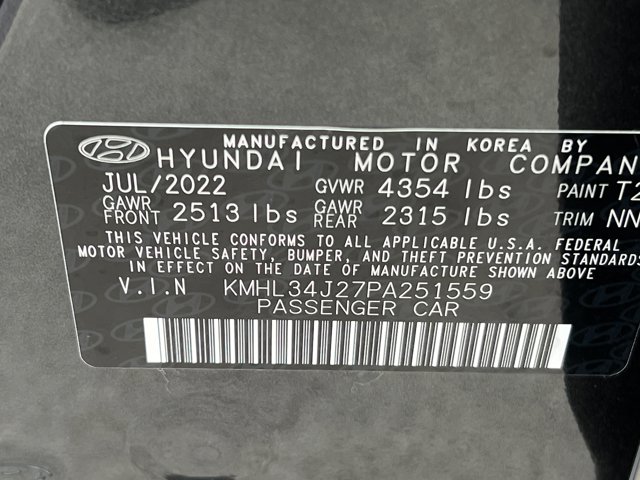 MANUFACTURED IN KOREA BY
HYUNDAI MOTOR COMPAN
JUL/2022 GVWR 4354 lbs PAINT T2
GAWR FRONT 2513 lbs GAWR REAR 2315 lbs TRIM NN
THIS VEHICLE CONFORMS TO ALL APPLICABLE U.S.A. FEDERAL
MOTOR VEHICLE SAFETY, BUMPER, AND THEFT PREVENTION STANDARDS
IN EFFECT ON THE DATE OF MANUFACTURE SHOWN ABOVE
V.I.N KMHL34J27PA251559
PASSENGER CAR